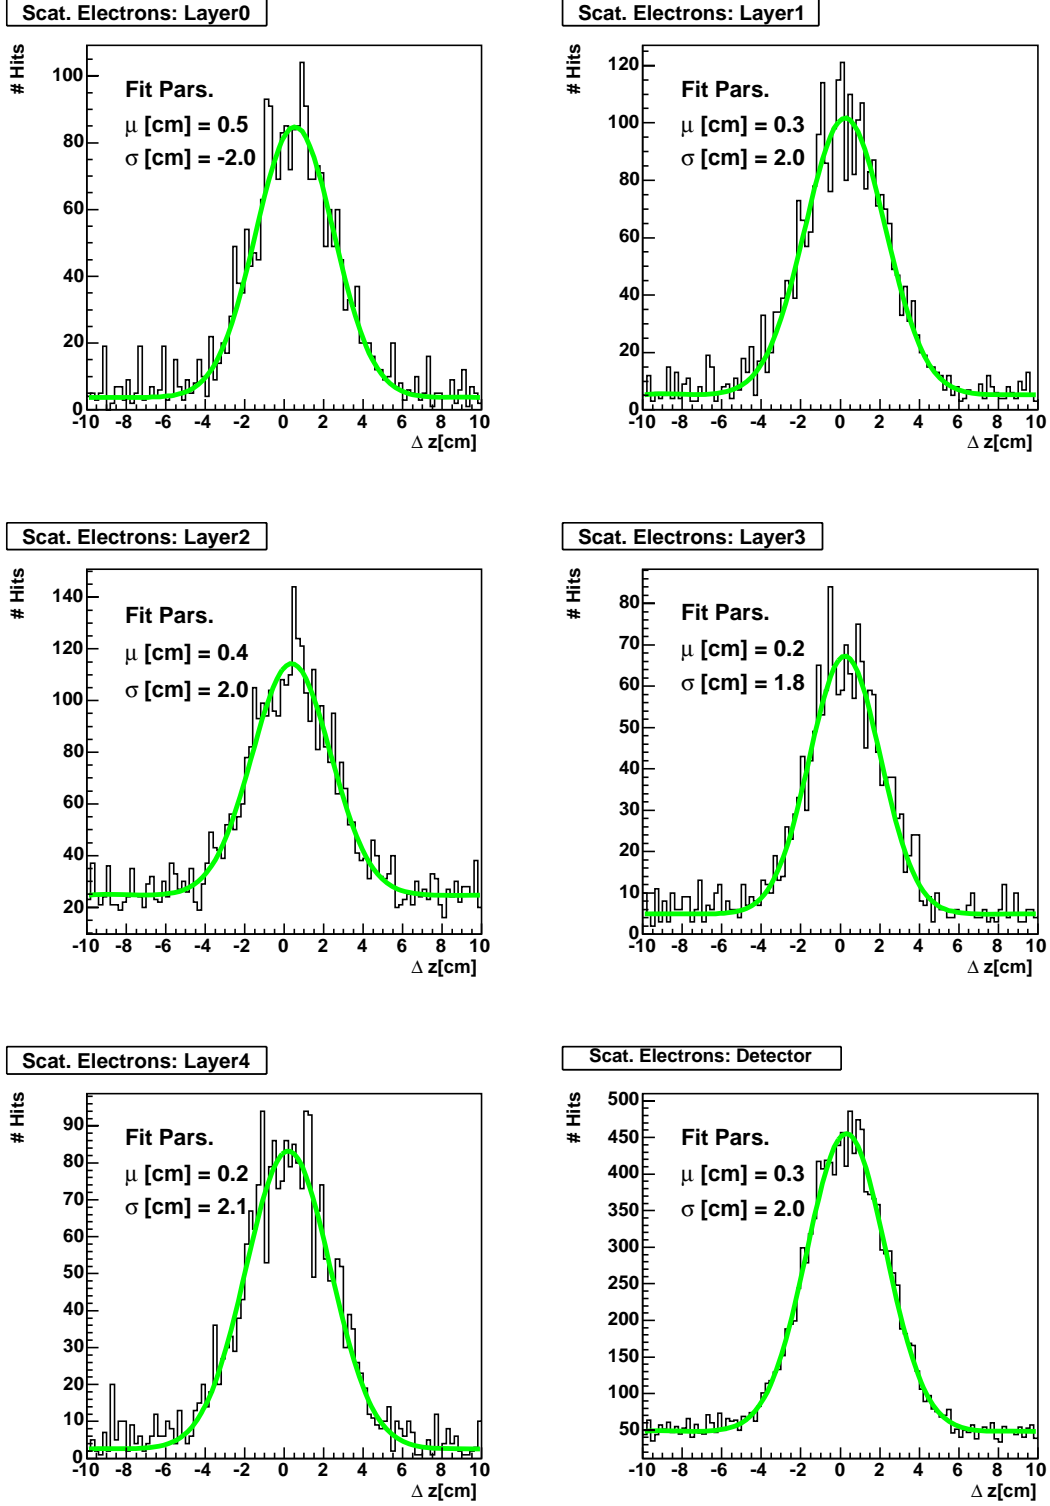 Scat. Electrons: Layer0
# Hits
Fit Pars.
μ [cm] = 0.5
σ [cm] = -2.0
100
80
60
40
20
0
-10 -8 -6 -4 -2 0 2 4 6 8 10
Δ z[cm]
Scat. Electrons: Layer1
# Hits
Fit Pars.
μ [cm] = 0.3
σ [cm] = 2.0
120
100
80
60
40
20
0
-10 -8 -6 -4 -2 0 2 4 6 8 10
Δ z[cm]
Scat. Electrons: Layer2
# Hits
Fit Pars.
μ [cm] = 0.4
σ [cm] = 2.0
140
120
100
80
60
40
20
-10 -8 -6 -4 -2 0 2 4 6 8 10
Δ z[cm]
Scat. Electrons: Layer3
# Hits
Fit Pars.
μ [cm] = 0.2
σ [cm] = 1.8
80
70
60
50
40
30
20
10
0
-10 -8 -6 -4 -2 0 2 4 6 8 10
Δ z[cm]
Scat. Electrons: Layer4
# Hits
Fit Pars.
μ [cm] = 0.2
σ [cm] = 2.1
90
80
70
60
50
40
30
20
10
0
-10 -8 -6 -4 -2 0 2 4 6 8 10
Δ z[cm]
Scat. Electrons: Detector
# Hits
Fit Pars.
μ [cm] = 0.3
σ [cm] = 2.0
500
450
400
350
300
250
200
150
100
50
-10 -8 -6 -4 -2 0 2 4 6 8 10
Δ z[cm]